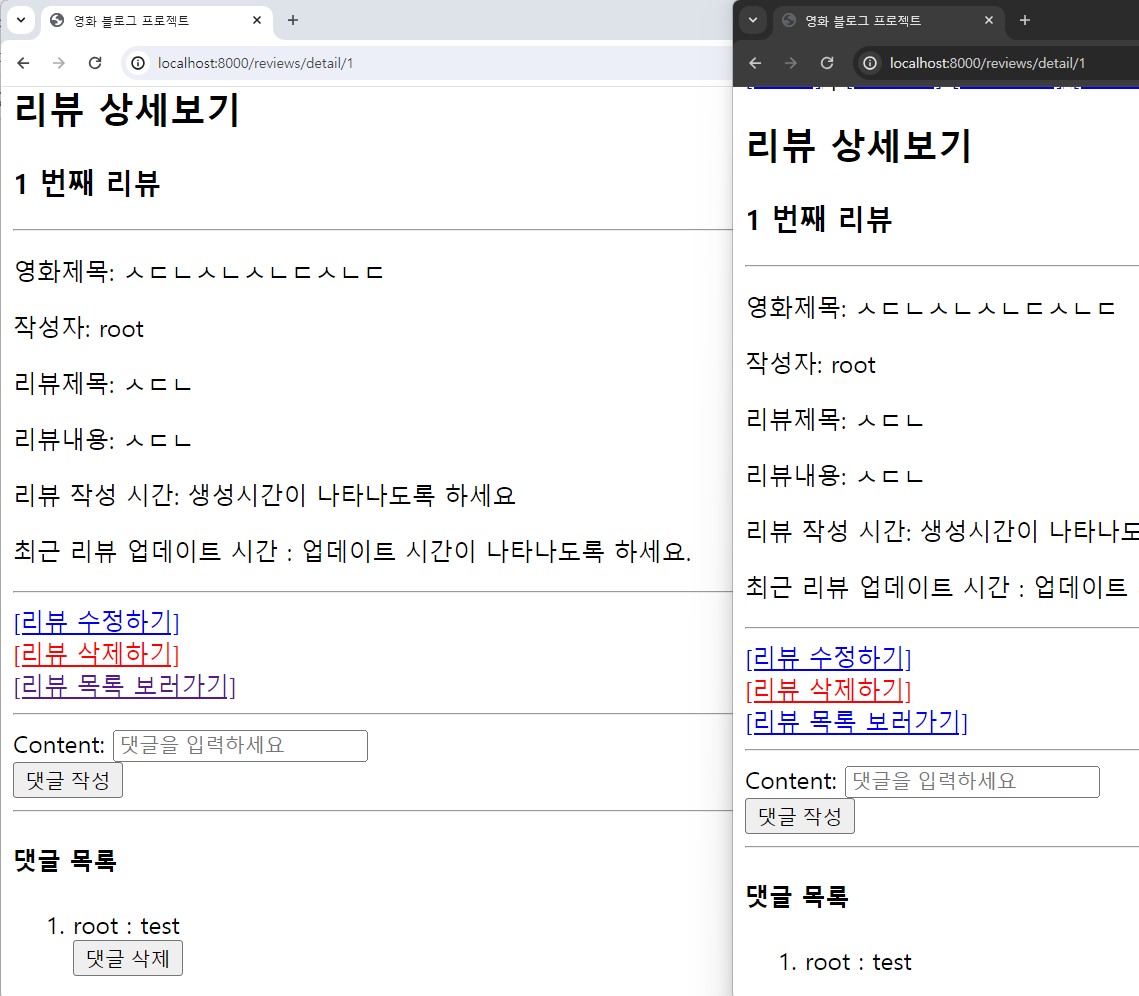 영화 블로그 프로젝트
localhost:8000/reviews/detail/1
리뷰 상세보기
1 번째 리뷰
영화제목: ㅅㄷㄴㅅㄴㅅㄴㄷㅅㄴㄷ
작성자: root
리뷰제목: ㅅㄷㄴ
리뷰내용: ㅅㄷㄴ
리뷰 작성 시간: 생성시간이 나타나도록 하세요
최근 리뷰 업데이트 시간 : 업데이트 시간이 나타나도록 하세요.
[리뷰 수정하기]
[리뷰 삭제하기]
[리뷰 목록 보러가기]
Content: 댓글을 입력하세요
댓글 작성
댓글 목록
1. root : test
댓글 삭제
영화 블로그 프로젝트
localhost:8000/reviews/detail/1
리뷰 상세보기
1 번째 리뷰
영화제목: ㅅㄷㄴㅅㄴㅅㄴㄷㅅㄴㄷ
작성자: root
리뷰제목: ㅅㄷㄴ
리뷰내용: ㅅㄷㄴ
리뷰 작성 시간: 생성시간이 나타나도
최근 리뷰 업데이트 시간 : 업데이트
[리뷰 수정하기]
[리뷰 삭제하기]
[리뷰 목록 보러가기]
Content: 댓글을 입력하세요
댓글 작성
댓글 목록
1. root : test